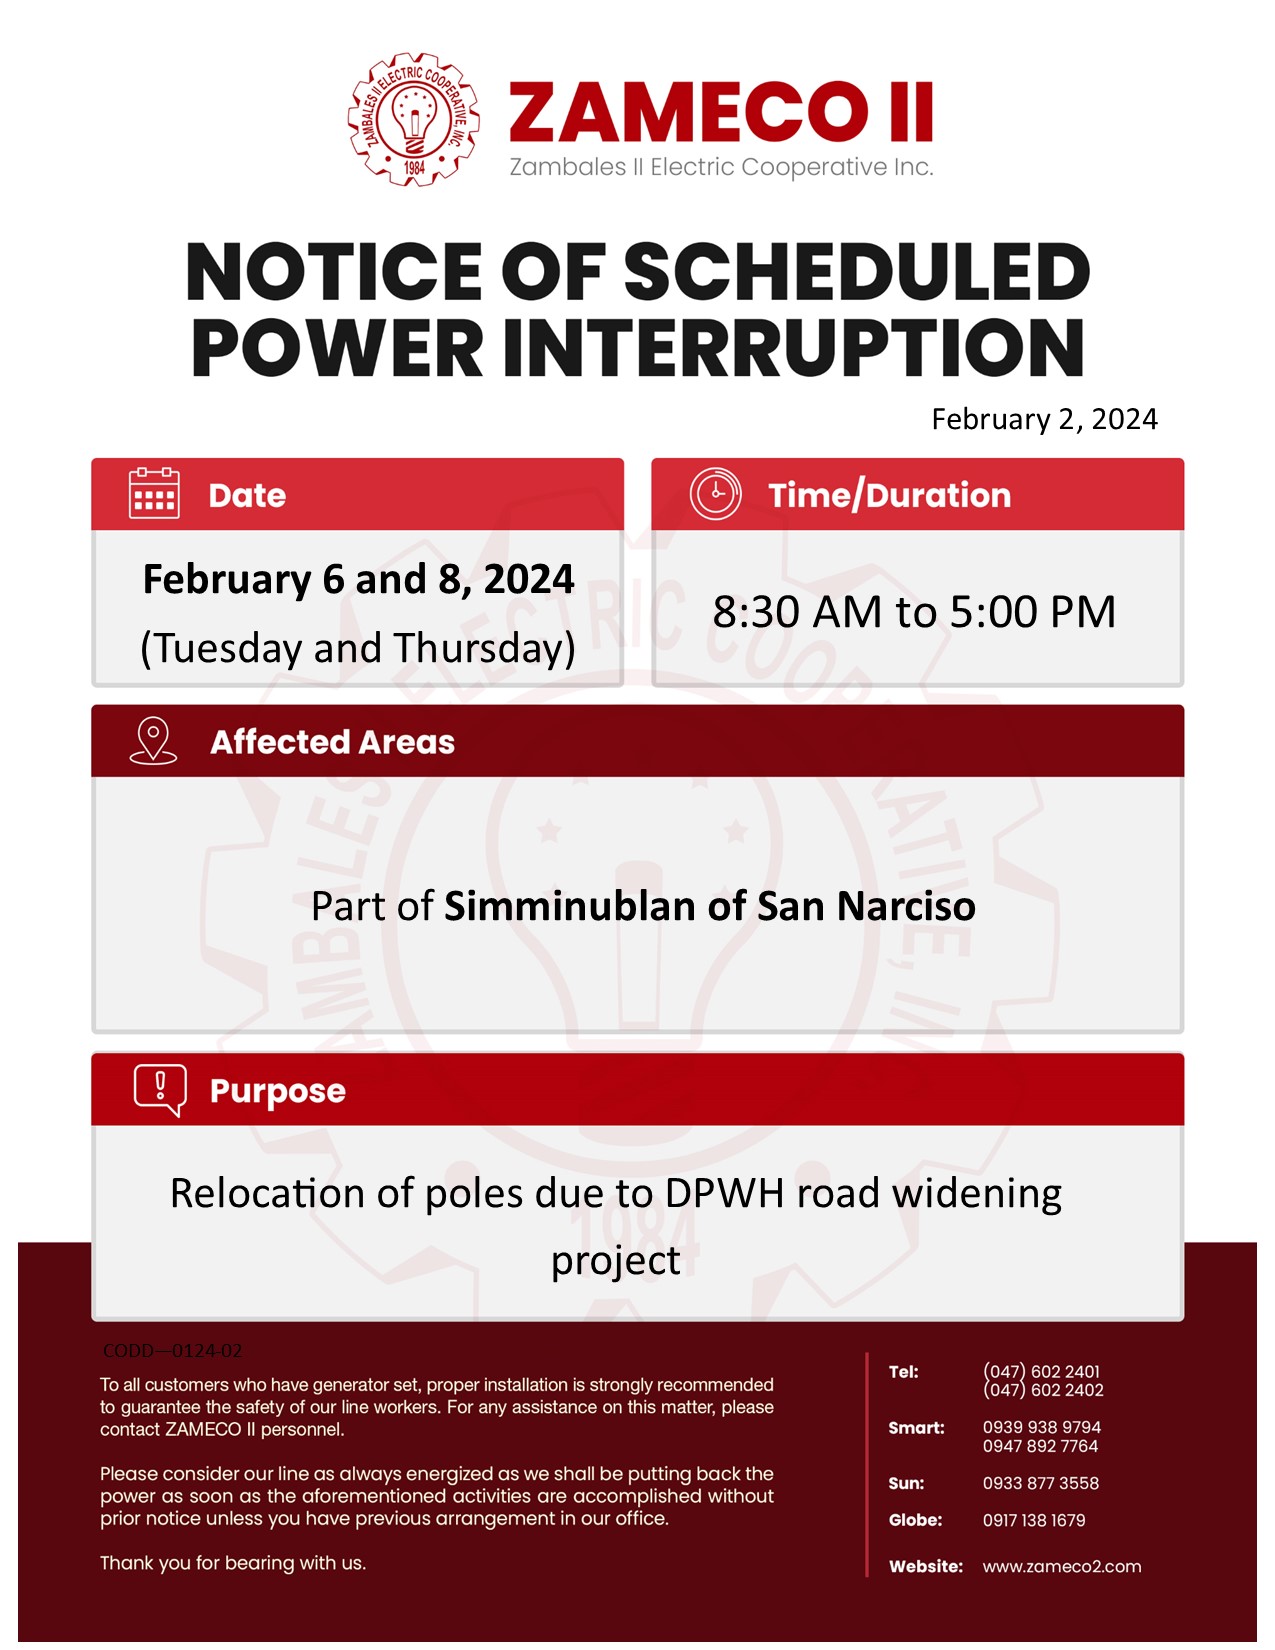 ZAMBALES II ELECTRIC COOPERATIVE, INC.
1984
ZAMECO II
Zambales II Electric Cooperative Inc.
NOTICE OF SCHEDULED
POWER INTERRUPTION
February 2, 2024
Date
February 6 and 8, 2024
(Tuesday and Thursday)
Time/Duration
8:30 AM to 5:00 PM
Affected Areas
Part of Simminublan of San Narciso
Purpose
Relocation of poles due to DPWH road widening
project
ZAMBALES II ELECTRIC COOPERATIVE, INC.
1984
CODD—0124-02
To all customers who have generator set, proper installation is strongly recommended
to guarantee the safety of our line workers. For any assistance on this matter, please
contact ZAMECO II personnel.
Please consider our line as always energized as we shall be putting back the
power as soon as the aforementioned activities are accomplished without
prior notice unless you have previous arrangement in our office.
Thank you for bearing with us.
Tel: (047) 602 2401
(047) 602 2402
Smart: 0939 938 9794
0947 892 7764
Sun: 0933 877 3558
Globe: 0917 138 1679
Website: www.zameco2.com